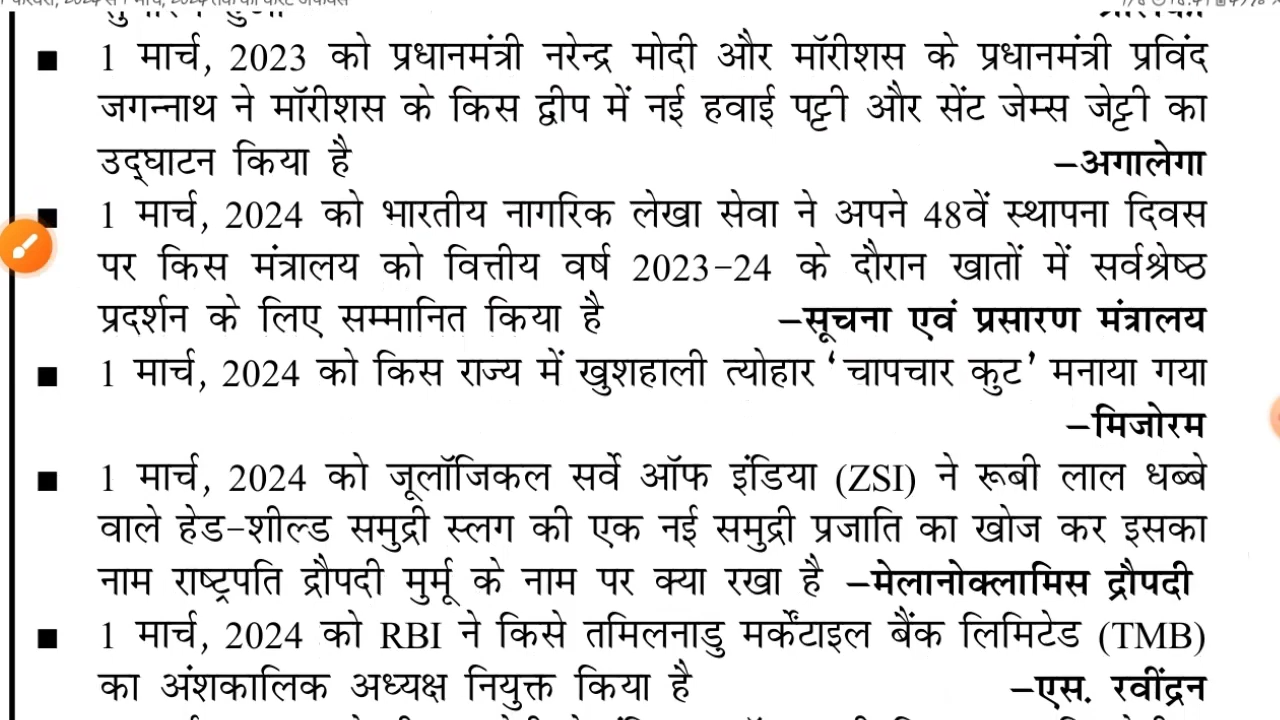 ■ 1 मार्च, 2023 को प्रधानमंत्री नरेन्द्र मोदी और मॉरीशस के प्रधानमंत्री प्रविंद
जगन्नाथ ने मॉरीशस के किस द्वीप में नई हवाई पट्टी और सेंट जेम्स जेट्टी का
उद्घाटन किया है –अगालेगा
■ 1 मार्च, 2024 को भारतीय नागरिक लेखा सेवा ने अपने 48वें स्थापना दिवस
पर किस मंत्रालय को वित्तीय वर्ष 2023-24 के दौरान खातों में सर्वश्रेष्ठ
प्रदर्शन के लिए सम्मानित किया है –सूचना एवं प्रसारण मंत्रालय
■ 1 मार्च, 2024 को किस राज्य में खुशहाली त्योहार ‘चापचार कुट’ मनाया गया
–मिजोरम
■ 1 मार्च, 2024 को जूलॉजिकल सर्वे ऑफ इंडिया (ZSI) ने रूबी लाल धब्बे
वाले हेड-शील्ड समुद्री स्लग की एक नई समुद्री प्रजाति का खोज कर इसका
नाम राष्ट्रपति द्रौपदी मुर्मू के नाम पर क्या रखा है –मेलानोक्लामिस द्रौपदी
■ 1 मार्च, 2024 को RBI ने किसे तमिलनाडु मर्केंटाइल बैंक लिमिटेड (TMB)
का अंशकालिक अध्यक्ष नियुक्त किया है –एस. रवींद्रन